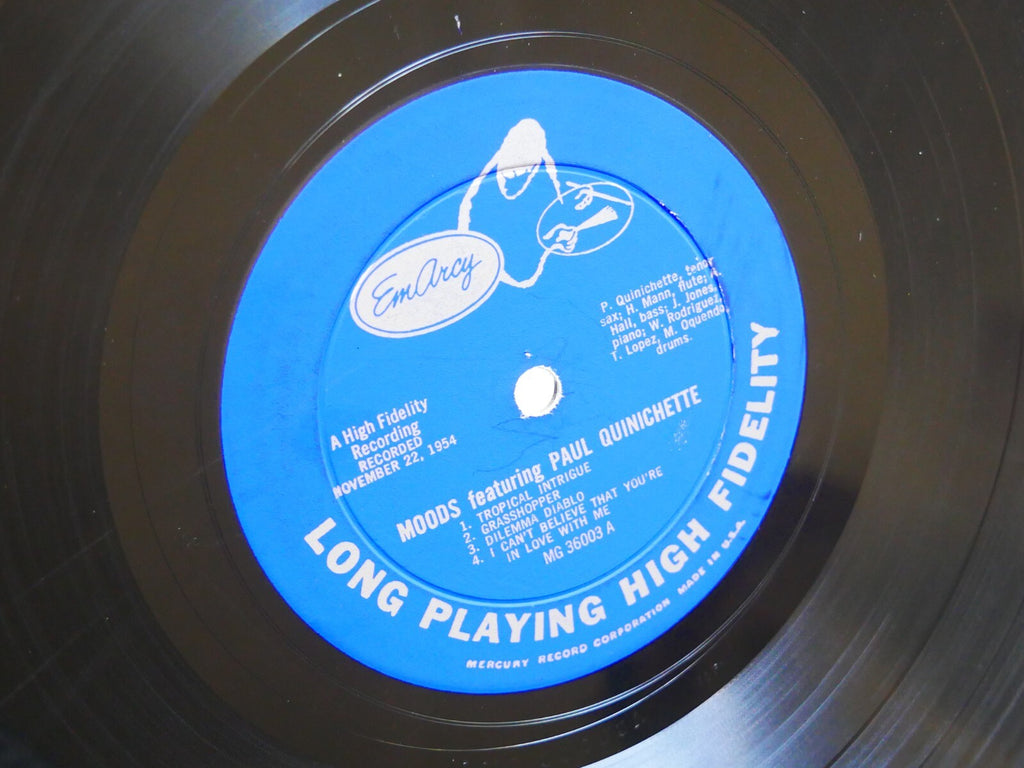 EmArcy
P. Quinichette, tenor
sax; H. Mann, flute;
Hall, bass; J. Jones,
piano; W. Rodriguez,
T. Lopez, M. Oquendo,
drums.
A High Fidelity
Recording
RECORDED
NOVEMBER 22, 1954
MOODS featuring PAUL QUINICHETTE
1. TROPICAL INTRIGUE
2. GRASSHOPPER
3. DILEMMA DIABLO
4. I CAN'T BELIEVE THAT YOU'RE
IN LOVE WITH ME
MG 36003 A
LONG PLAYING HIGH FIDELITY
MERCURY RECORD CORPORATION MADE IN U.S.A.